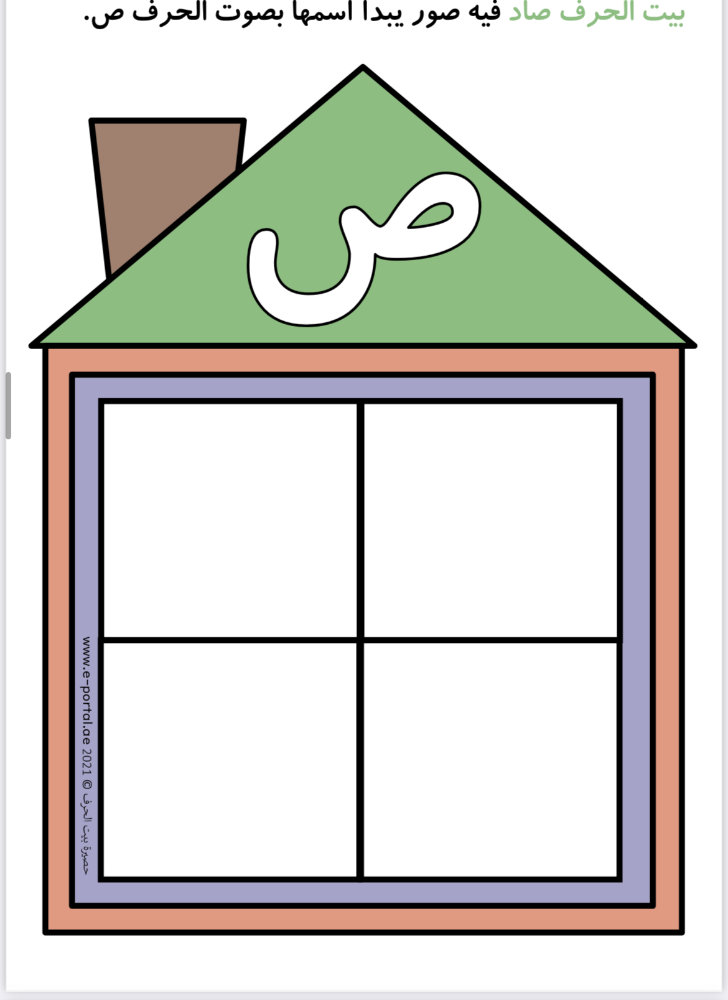 بيت الحرف صاد فيه صور يبدأ اسمها بصوت الحرف ص.
ص
www.e-portal.ae 2021 © حصيرة بيت الحرف